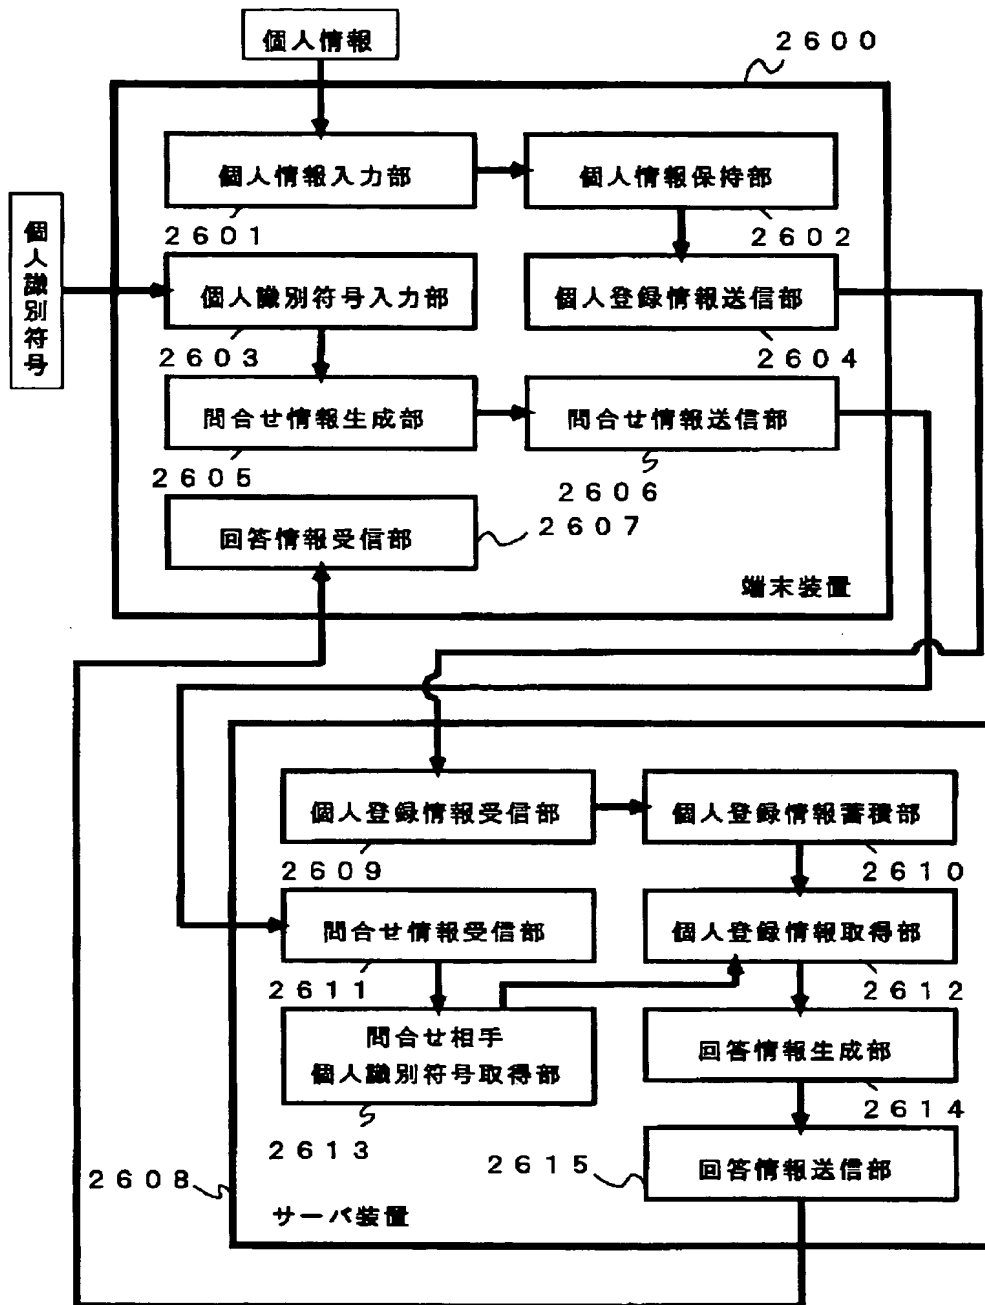 個人情報
2600
個人情報入力部
個人情報保持部
2601
2602
個人識別符号
個人識別符号入力部
個人登録情報送信部
2603
2604
問合せ情報生成部
問合せ情報送信部
2605
2606
回答情報受信部
2607
端末装置
個人登録情報受信部
個人登録情報蓄積部
2609
2610
問合せ情報受信部
個人登録情報取得部
2611
2612
問合せ相手
個人識別符号取得部
回答情報生成部
2613
2614
2615
回答情報送信部
2608
サーバ装置